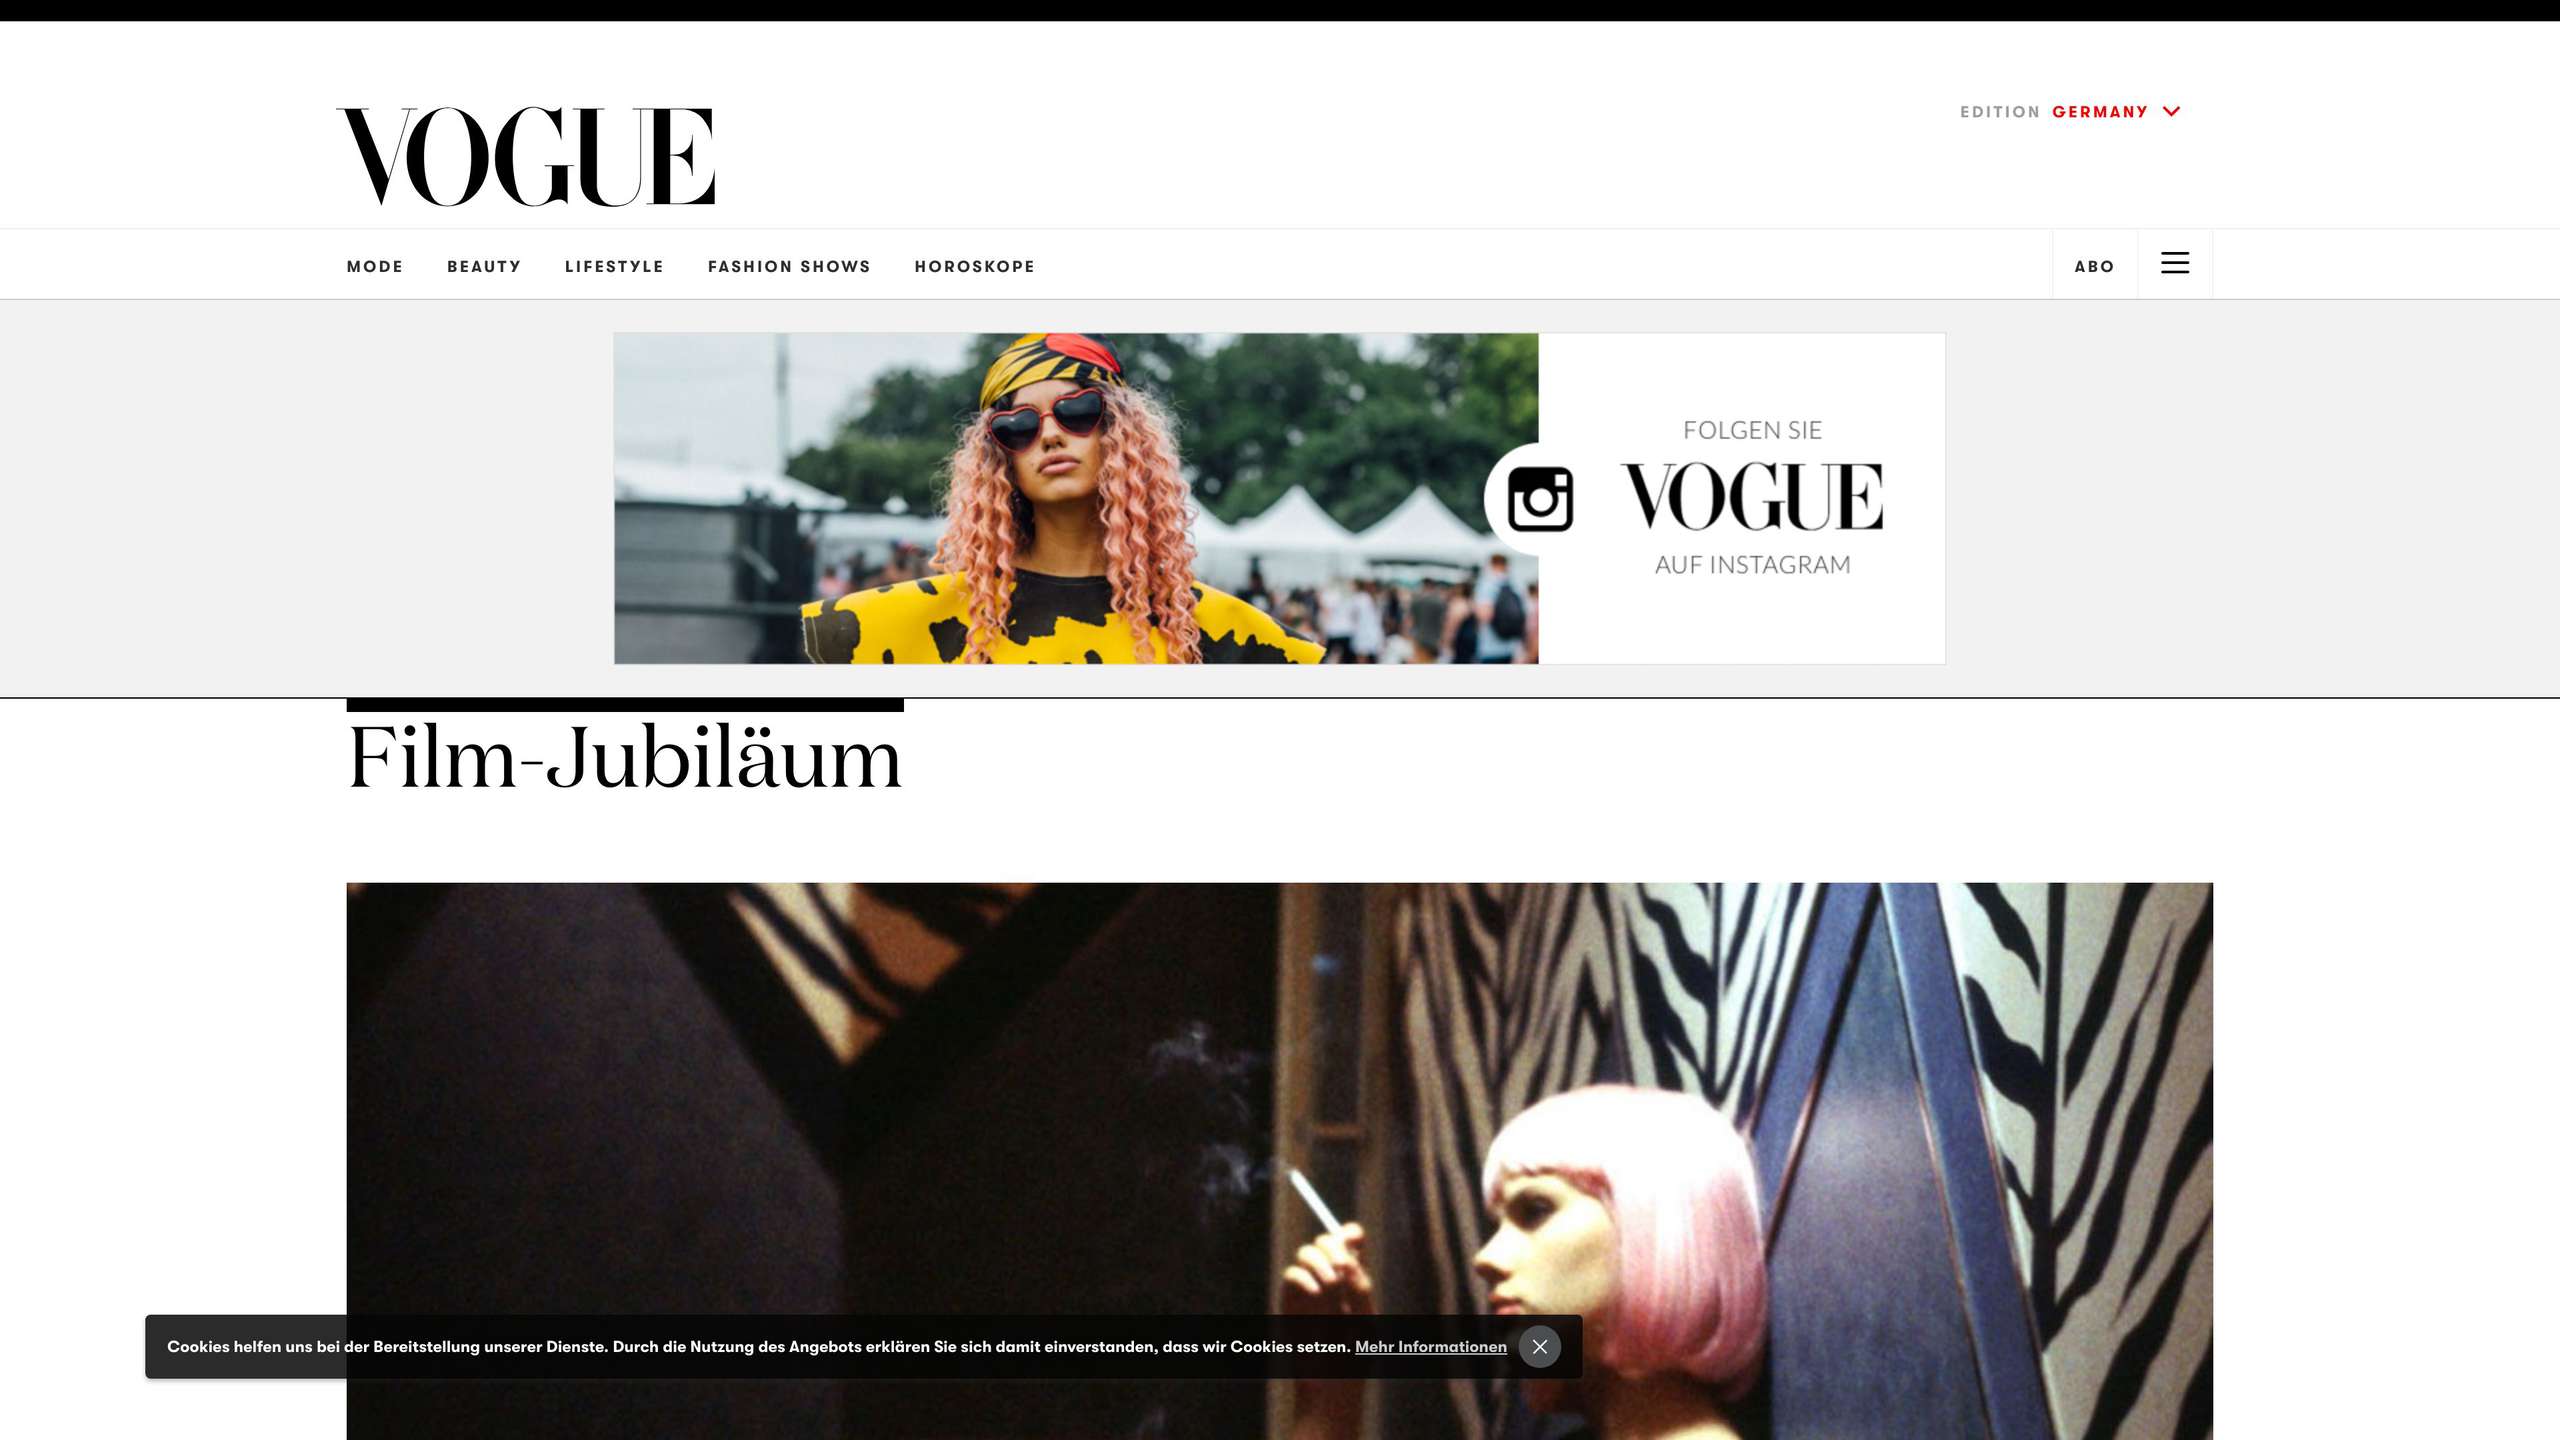 VOGUE
EDITION GERMANY
MODE BEAUTY LIFESTYLE FASHION SHOWS HOROSKOPE ABO
FOLGEN SIE
VOGUE
AUF INSTAGRAM
Film-Jubiläum
Cookies helfen uns bei der Bereitstellung unserer Dienste. Durch die Nutzung des Angebots erklären Sie sich damit einverstanden, dass wir Cookies setzen. Mehr Informationen